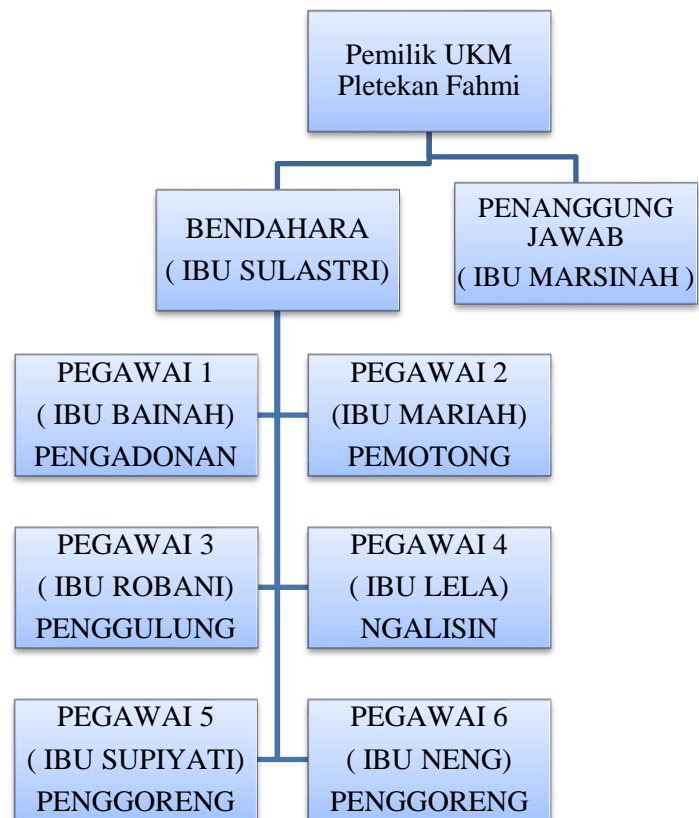 Pemilik UKM
Pletekan Fahmi
BENDAHARA
( IBU SULASTRI)
PENANGGUNG
JAWAB
( IBU MARSINAH )
PEGAWAI 1
( IBU BAINAH)
PENGADONAN
PEGAWAI 2
(IBU MARIAH)
PEMOTONG
PEGAWAI 3
( IBU ROBANI)
PENGGULUNG
PEGAWAI 4
( IBU LELA)
NGALISIN
PEGAWAI 5
( IBU SUPIYATI)
PENGGORENG
PEGAWAI 6
( IBU NENG)
PENGGORENG